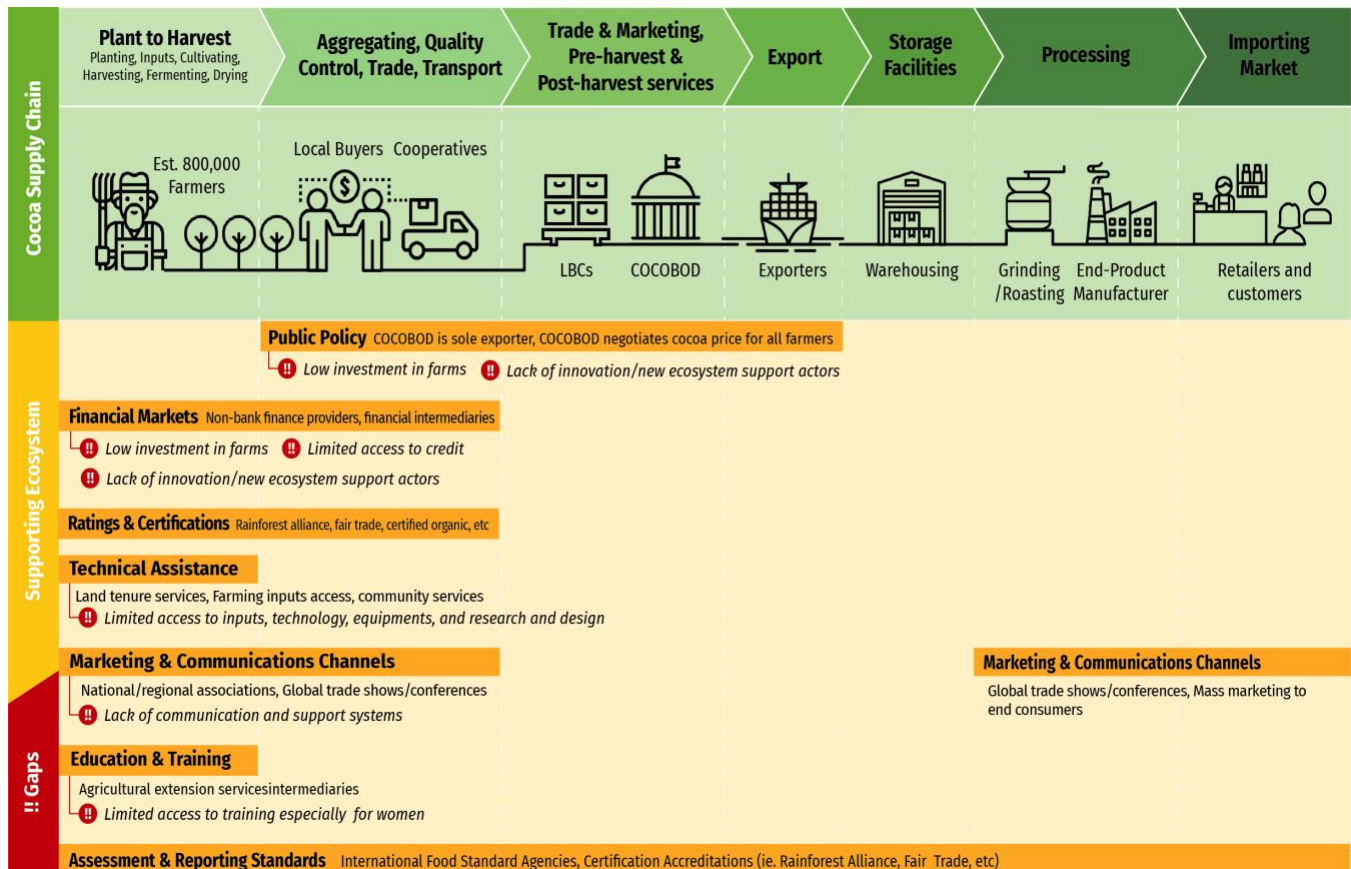 Plant to Harvest
Planting, Inputs, Cultivating,
Harvesting, Fermenting, Drying
Aggregating, Quality
Control, Trade, Transport
Trade & Marketing,
Pre-harvest &
Post-harvest services
Export
Storage
Facilities
Processing
Importing
Market
Cocoa Supply Chain
Est. 800,000
Farmers
Local Buyers
Cooperatives
$
LBCs
COCOBOD
Exporters
Warehousing
Grinding
/Roasting
End-Product
Manufacturer
Retailers and
customers
Supporting Ecosystem
Public Policy COCOBOD is sole exporter, COCOBOD negotiates cocoa price for all farmers
!! Low investment in farms !! Lack of innovation/new ecosystem support actors
Financial Markets Non-bank finance providers, financial intermediaries
!! Low investment in farms !! Limited access to credit
!! Lack of innovation/new ecosystem support actors
Ratings & Certifications Rainforest alliance, fair trade, certified organic, etc
Technical Assistance
Land tenure services, Farming inputs access, community services
!! Limited access to inputs, technology, equipments, and research and design
Marketing & Communications Channels
National/regional associations, Global trade shows/conferences
!! Lack of communication and support systems
Marketing & Communications Channels
Global trade shows/conferences, Mass marketing to
end consumers
!! Gaps
Education & Training
Agricultural extension servicesintermediaries
!! Limited access to training especially for women
Assessment & Reporting Standards International Food Standard Agencies, Certification Accreditations (ie. Rainforest Alliance, Fair Trade, etc)